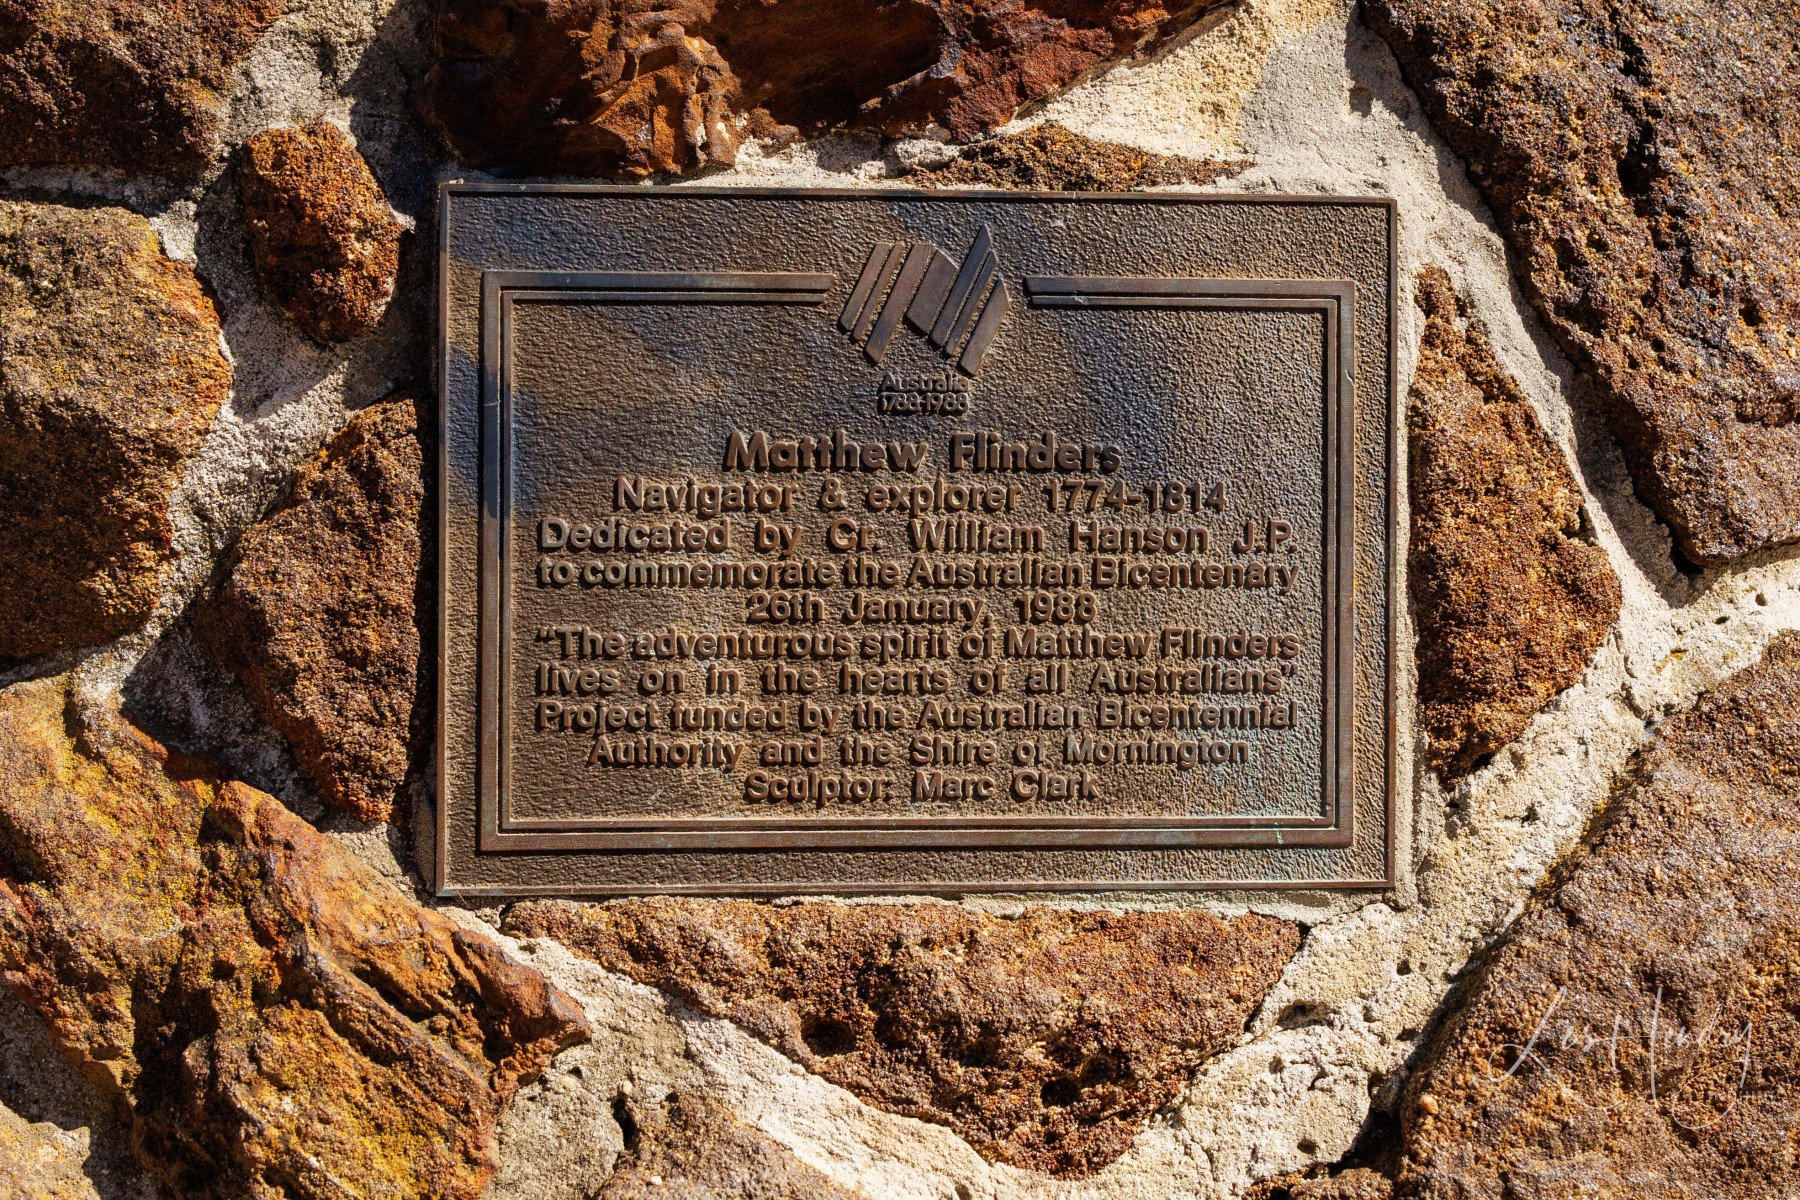 Australia
1788-1988
Matthew Flinders
Navigator & explorer 1774-1814
Dedicated by Cr. William Hanson J.P.
to commemorate the Australian Bicentenary
26th January, 1988
“The adventurous spirit of Matthew Flinders
lives on in the hearts of all Australians’
Project funded by the Australian Bicentennial
Authority and the Shire of Mornington
Sculptor: Marc Clark